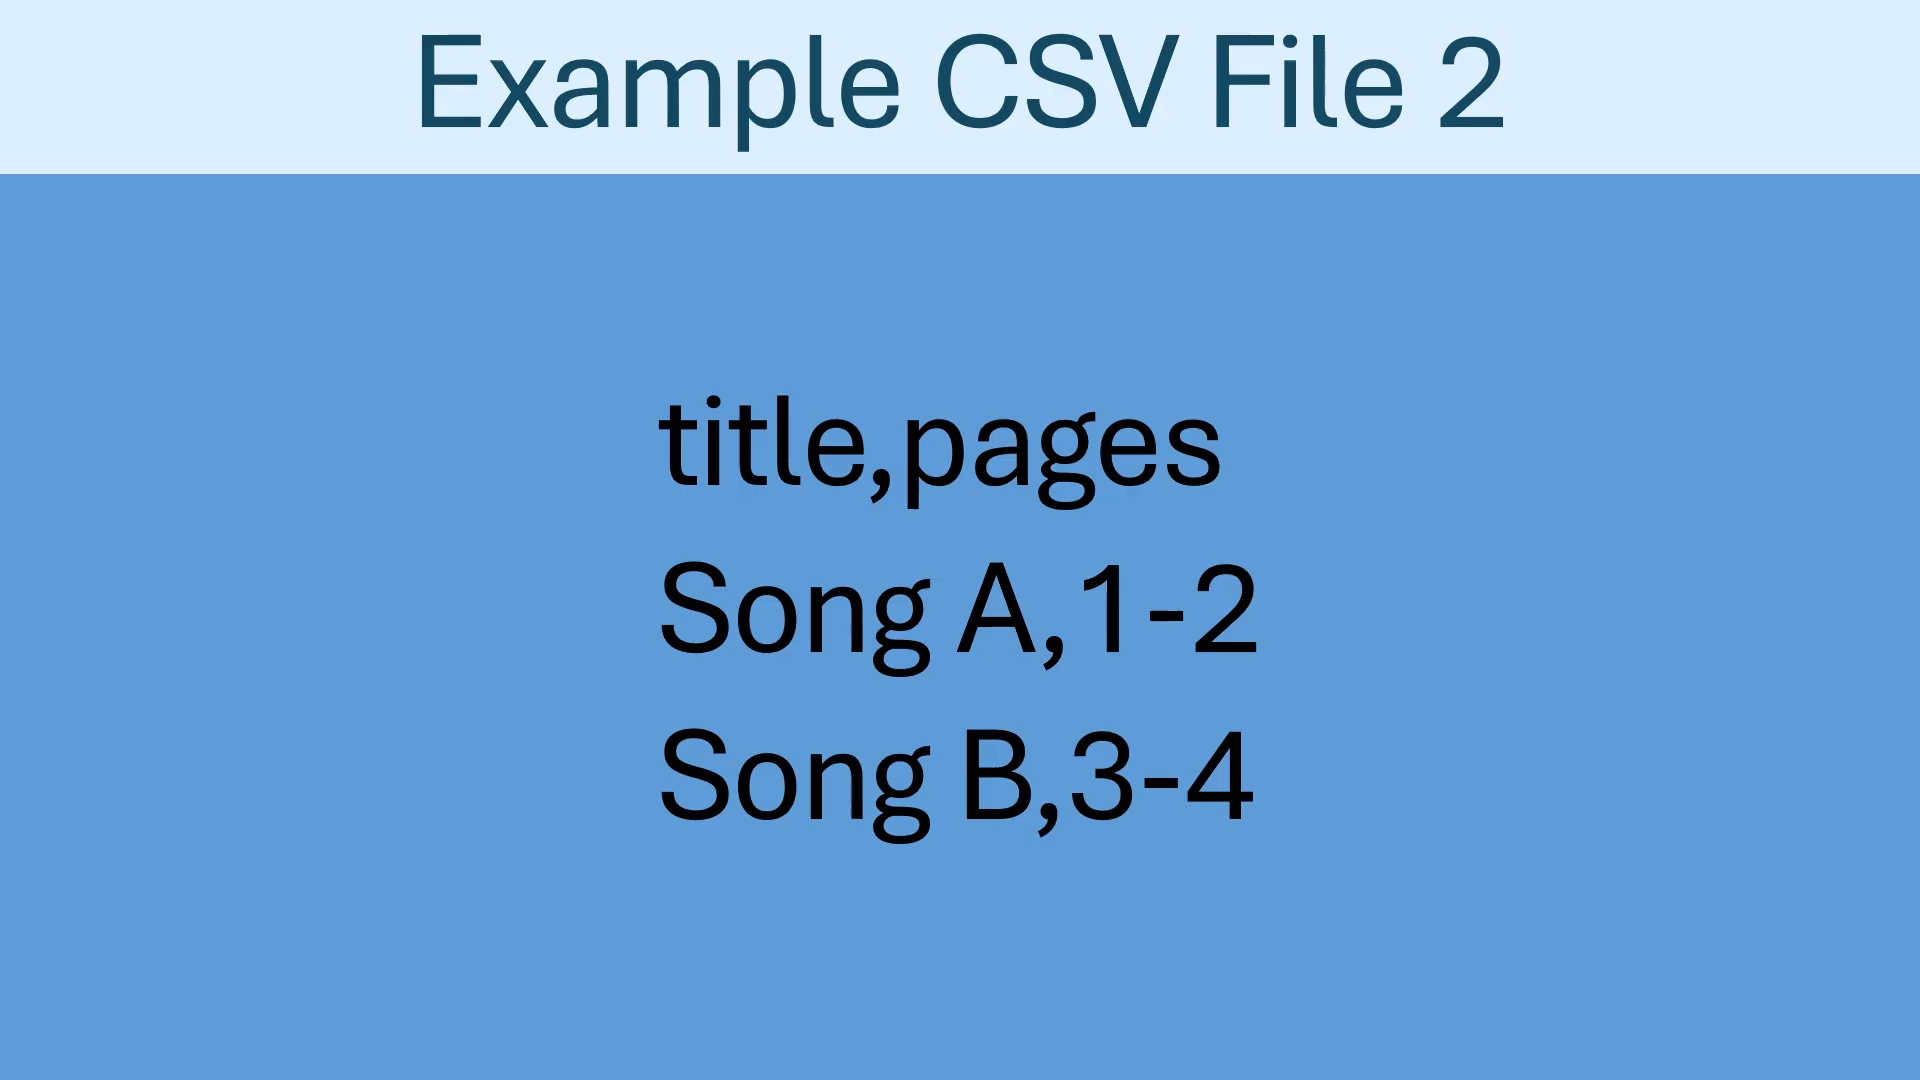 Example CSV File 2
title,pages
Song A,1-2
Song B,3-4